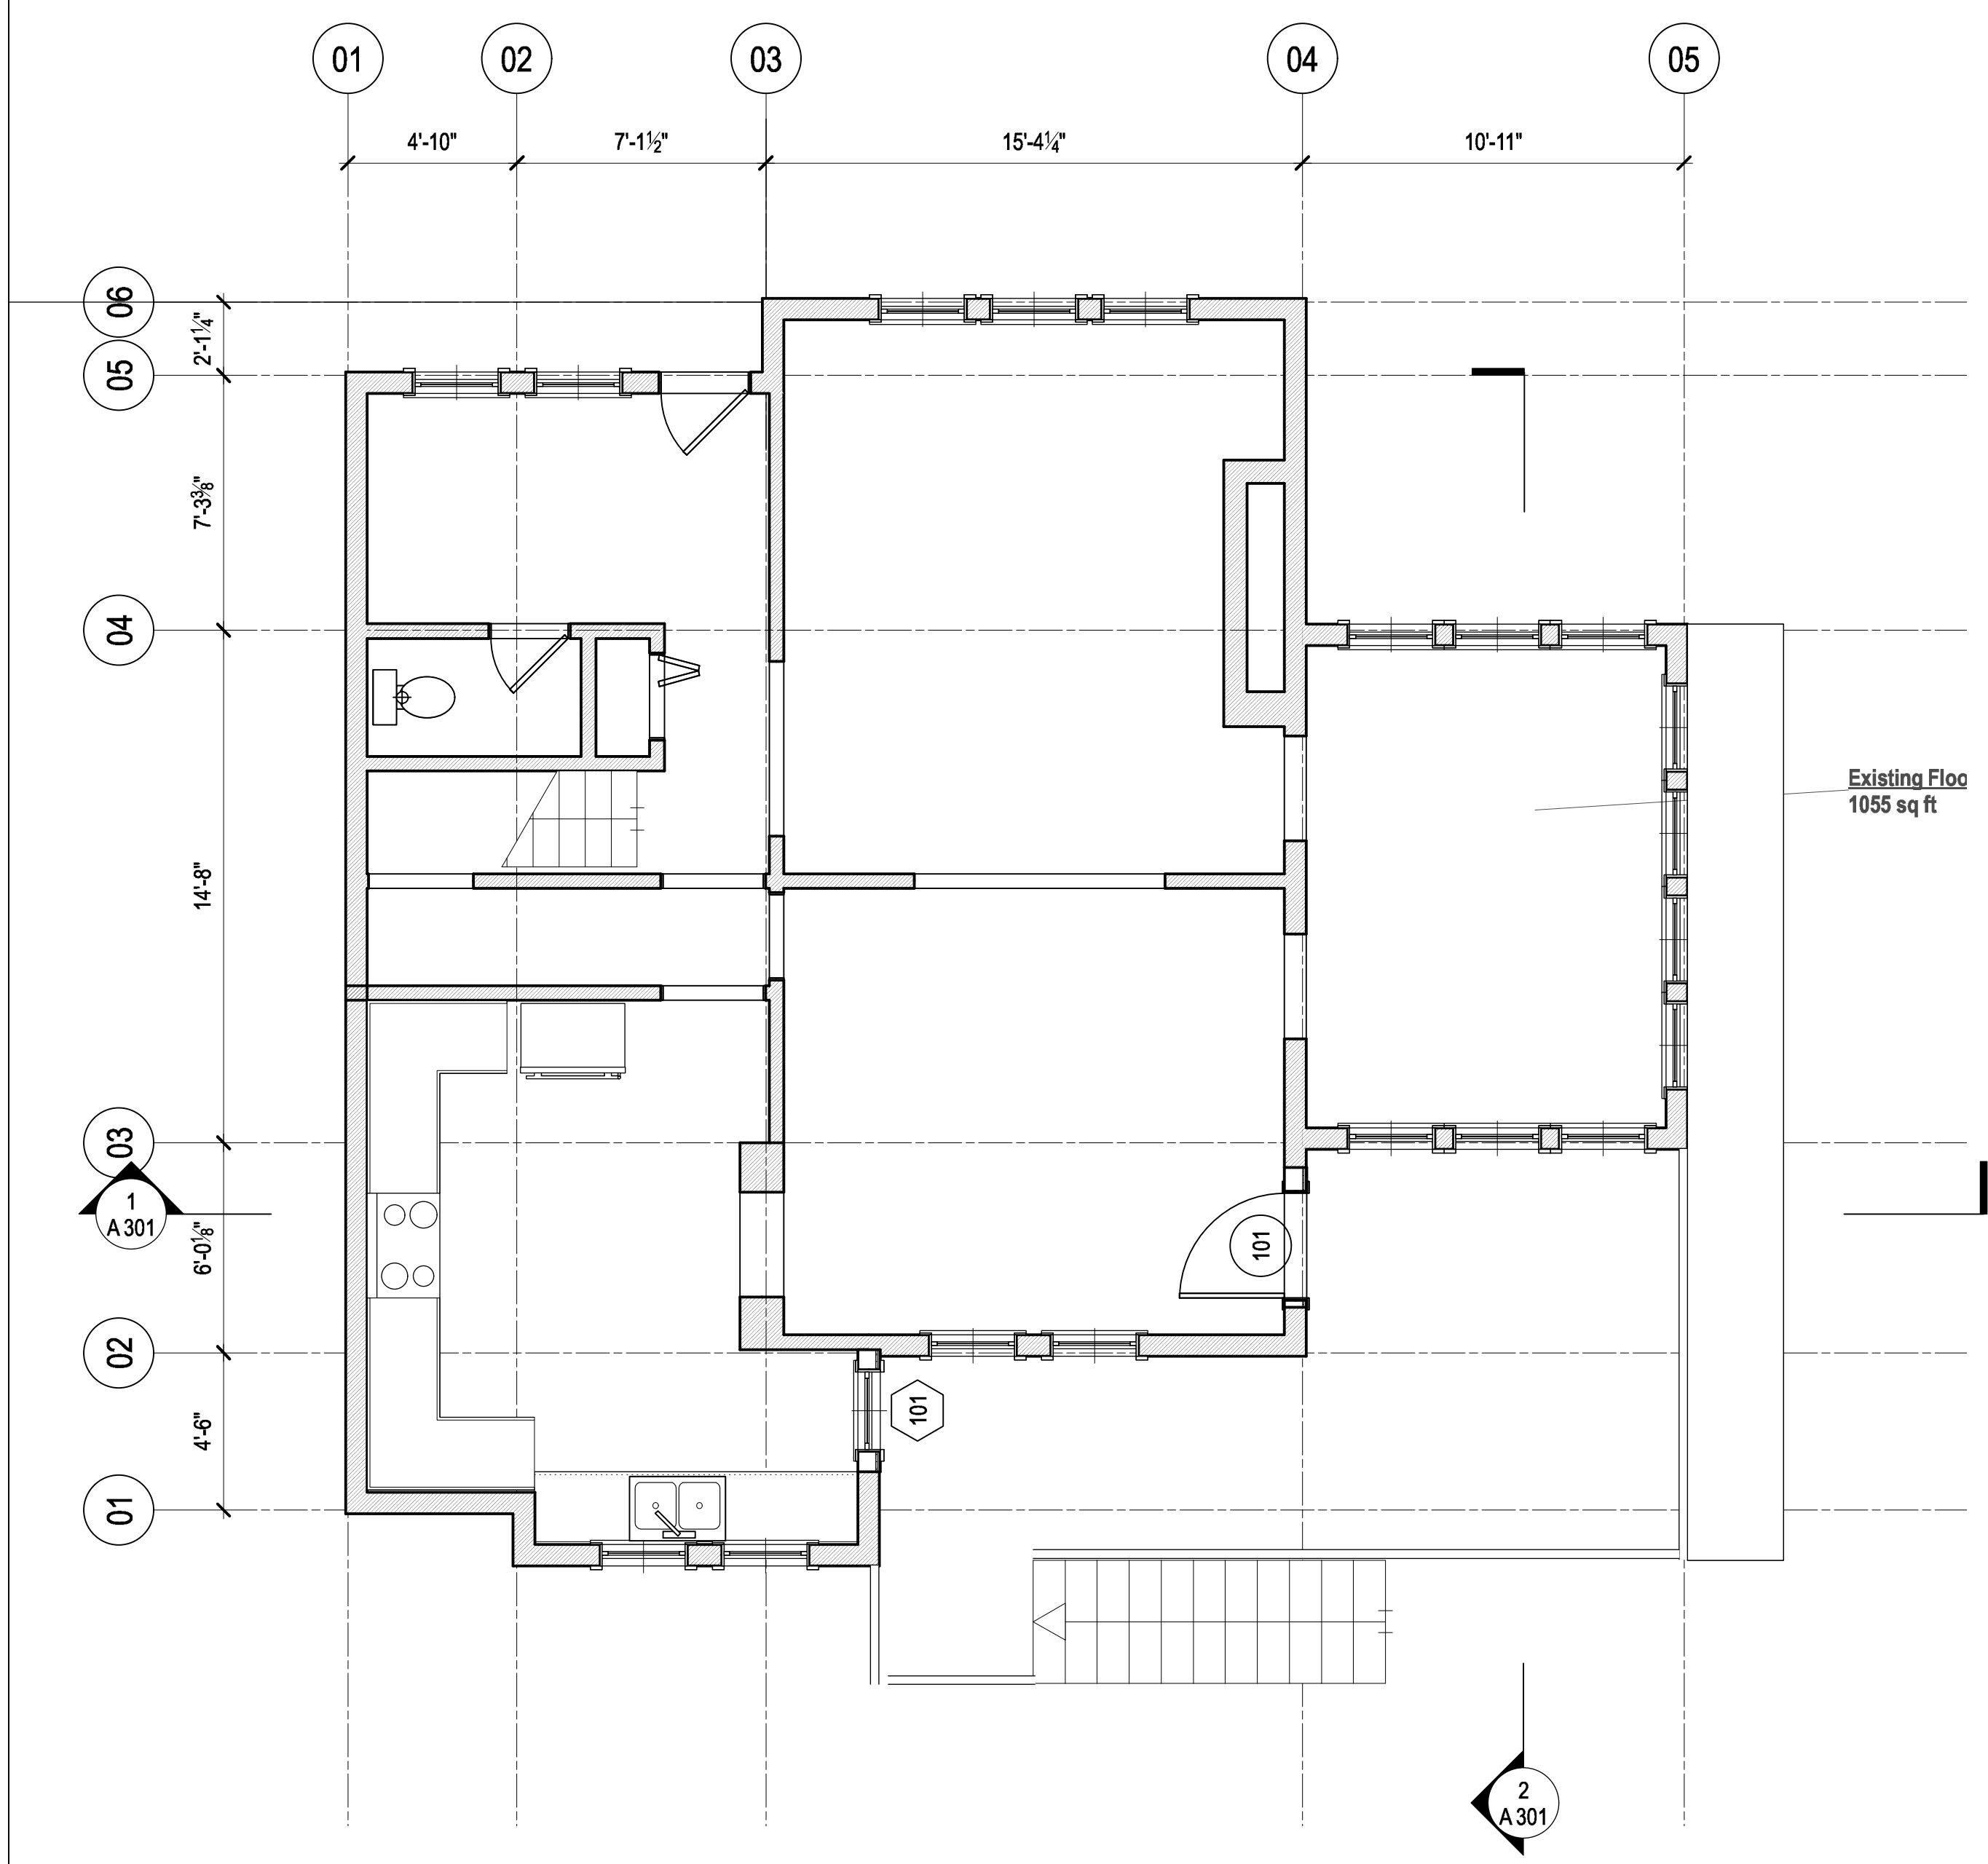 01 02 03 04 05
4'-10" 7'-1½" 15'-4¼" 10'-11"
06
2'-1¼"
05
7'-3⅜"
04
Existing Floo
1055 sq ft
14'-8"
03
1
A 301
6'-0⅛"
101
02
101
4'-6"
01
2
A 301